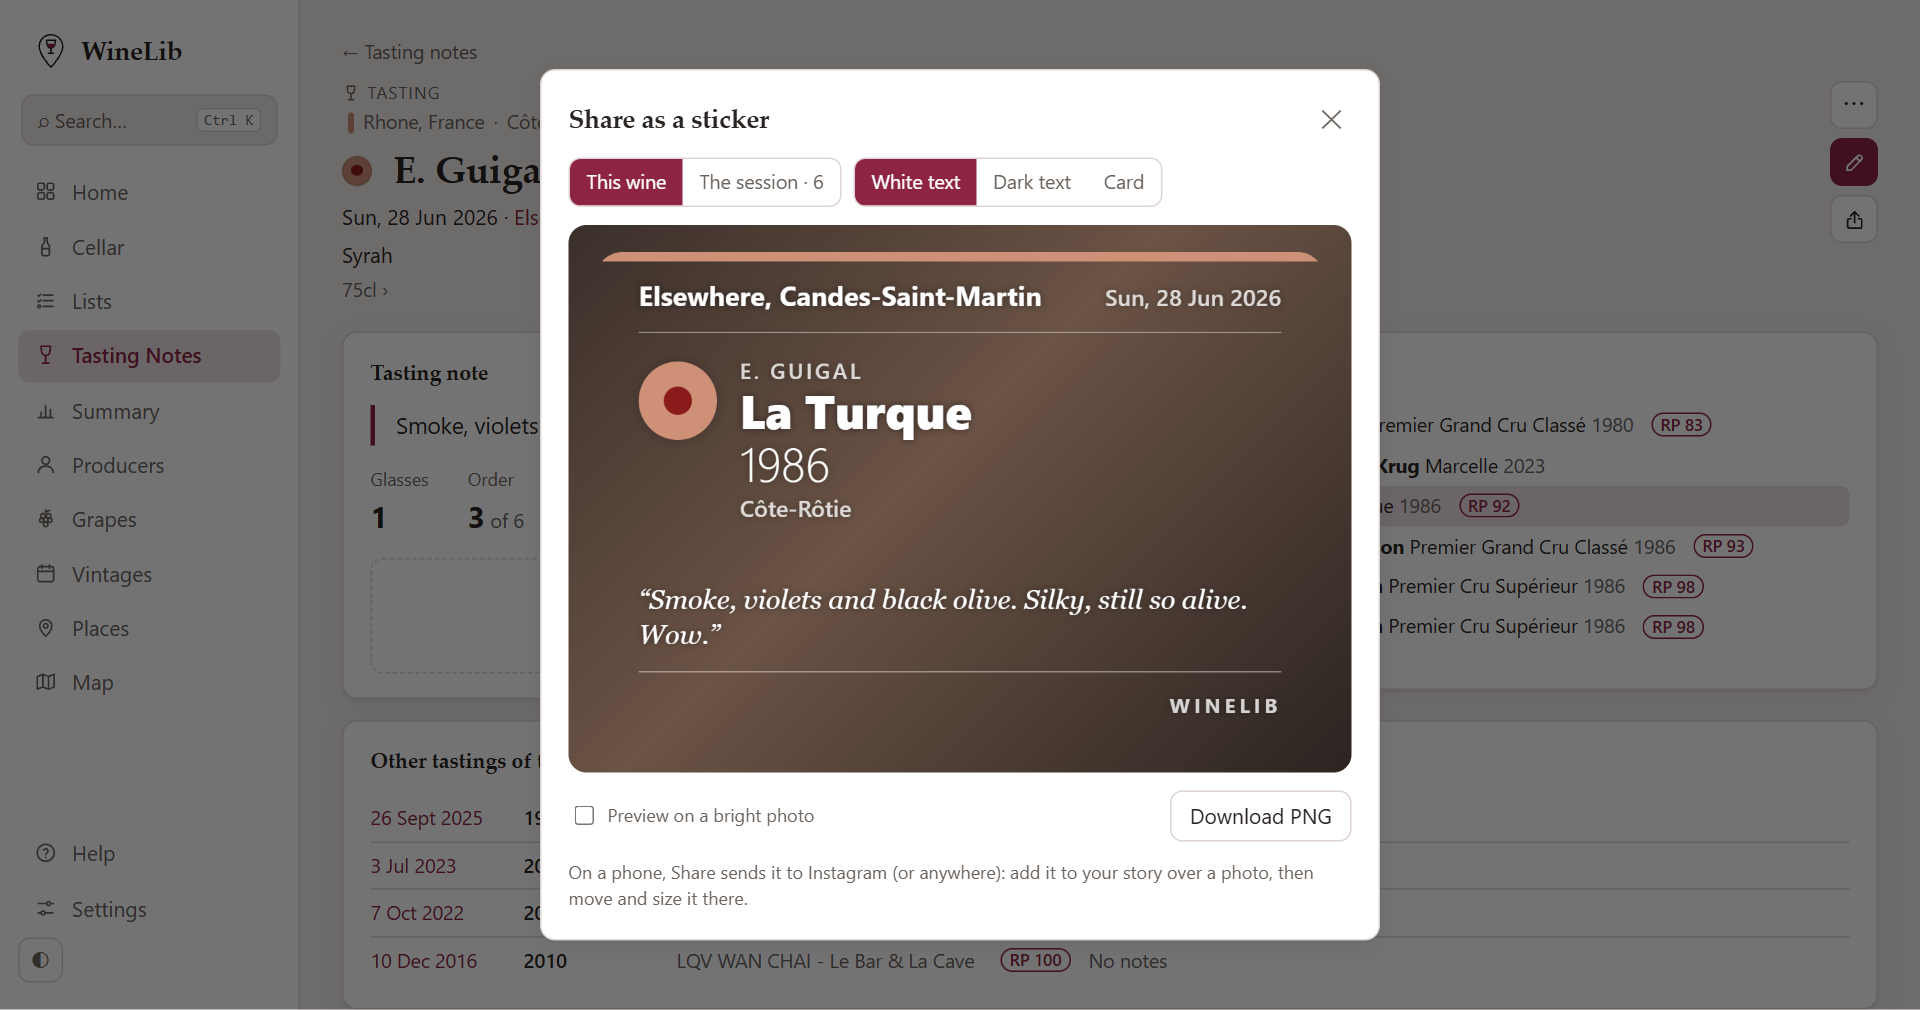 WineLib
Search...
Ctrl K
Home
Cellar
Lists
Tasting Notes
Summary
Producers
Grapes
Vintages
Places
Map
Help
Settings
← Tasting notes
TASTING
Rhone, France · Côt
E. Guiga
Sun, 28 Jun 2026 · Els
Syrah
75cl ›
Tasting note
Smoke, violets
Glasses
Order
1
3 of 6
Share as a sticker
This wine
The session · 6
White text
Dark text
Card
Elsewhere, Candes-Saint-Martin
Sun, 28 Jun 2026
E. GUIGAL
La Turque
1986
Côte-Rôtie
“Smoke, violets and black olive. Silky, still so alive.
Wow.”
WINELIB
Preview on a bright photo
Download PNG
On a phone, Share sends it to Instagram (or anywhere): add it to your story over a photo, then
move and size it there.
remier Grand Cru Classé 1980 RP 83
Krug Marcelle 2023
ue 1986 RP 92
on Premier Grand Cru Classé 1986 RP 93
Premier Cru Supérieur 1986 RP 98
Premier Cru Supérieur 1986 RP 98
Other tastings of t
26 Sept 2025 19
3 Jul 2023 20
7 Oct 2022 20
10 Dec 2016 2010 LQV WAN CHAI - Le Bar & La Cave RP 100 No notes